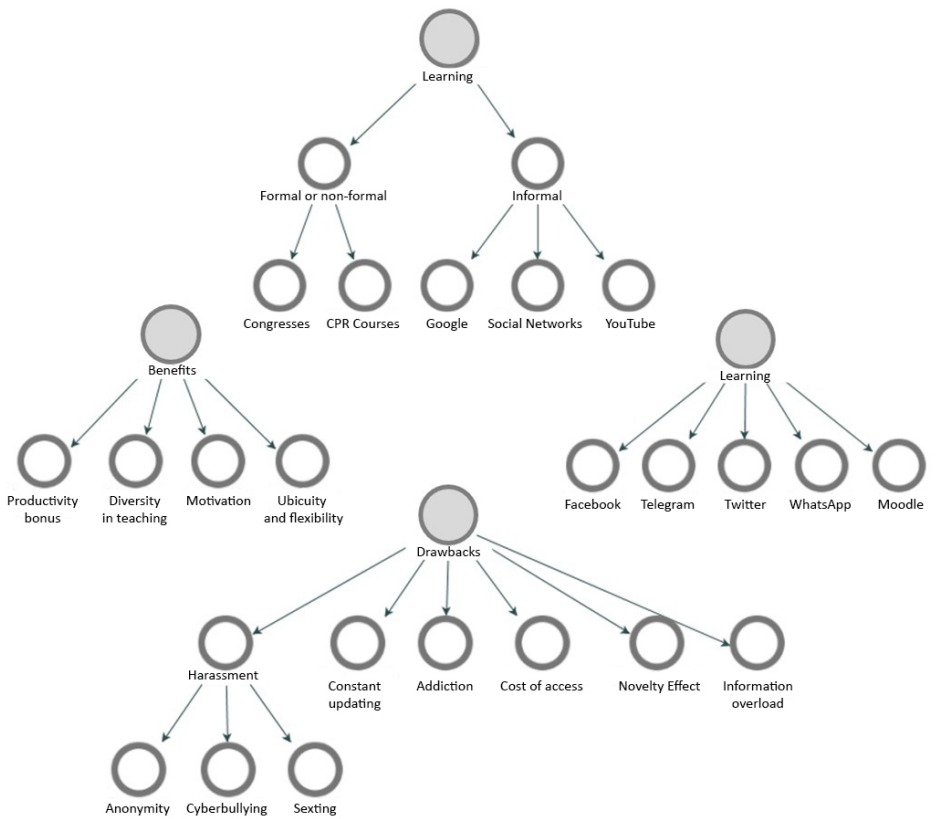 Learning
Formal or non-formal
Informal
Congresses
CPR Courses
Google
Social Networks
YouTube
Benefits
Productivity
bonus
Diversity
in teaching
Motivation
Ubicuity
and flexibility
Learning
Facebook
Telegram
Twitter
WhatsApp
Moodle
Drawbacks
Harassment
Constant
updating
Addiction
Cost of access
Novelty Effect
Information
overload
Anonymity
Cyberbullying
Sexting